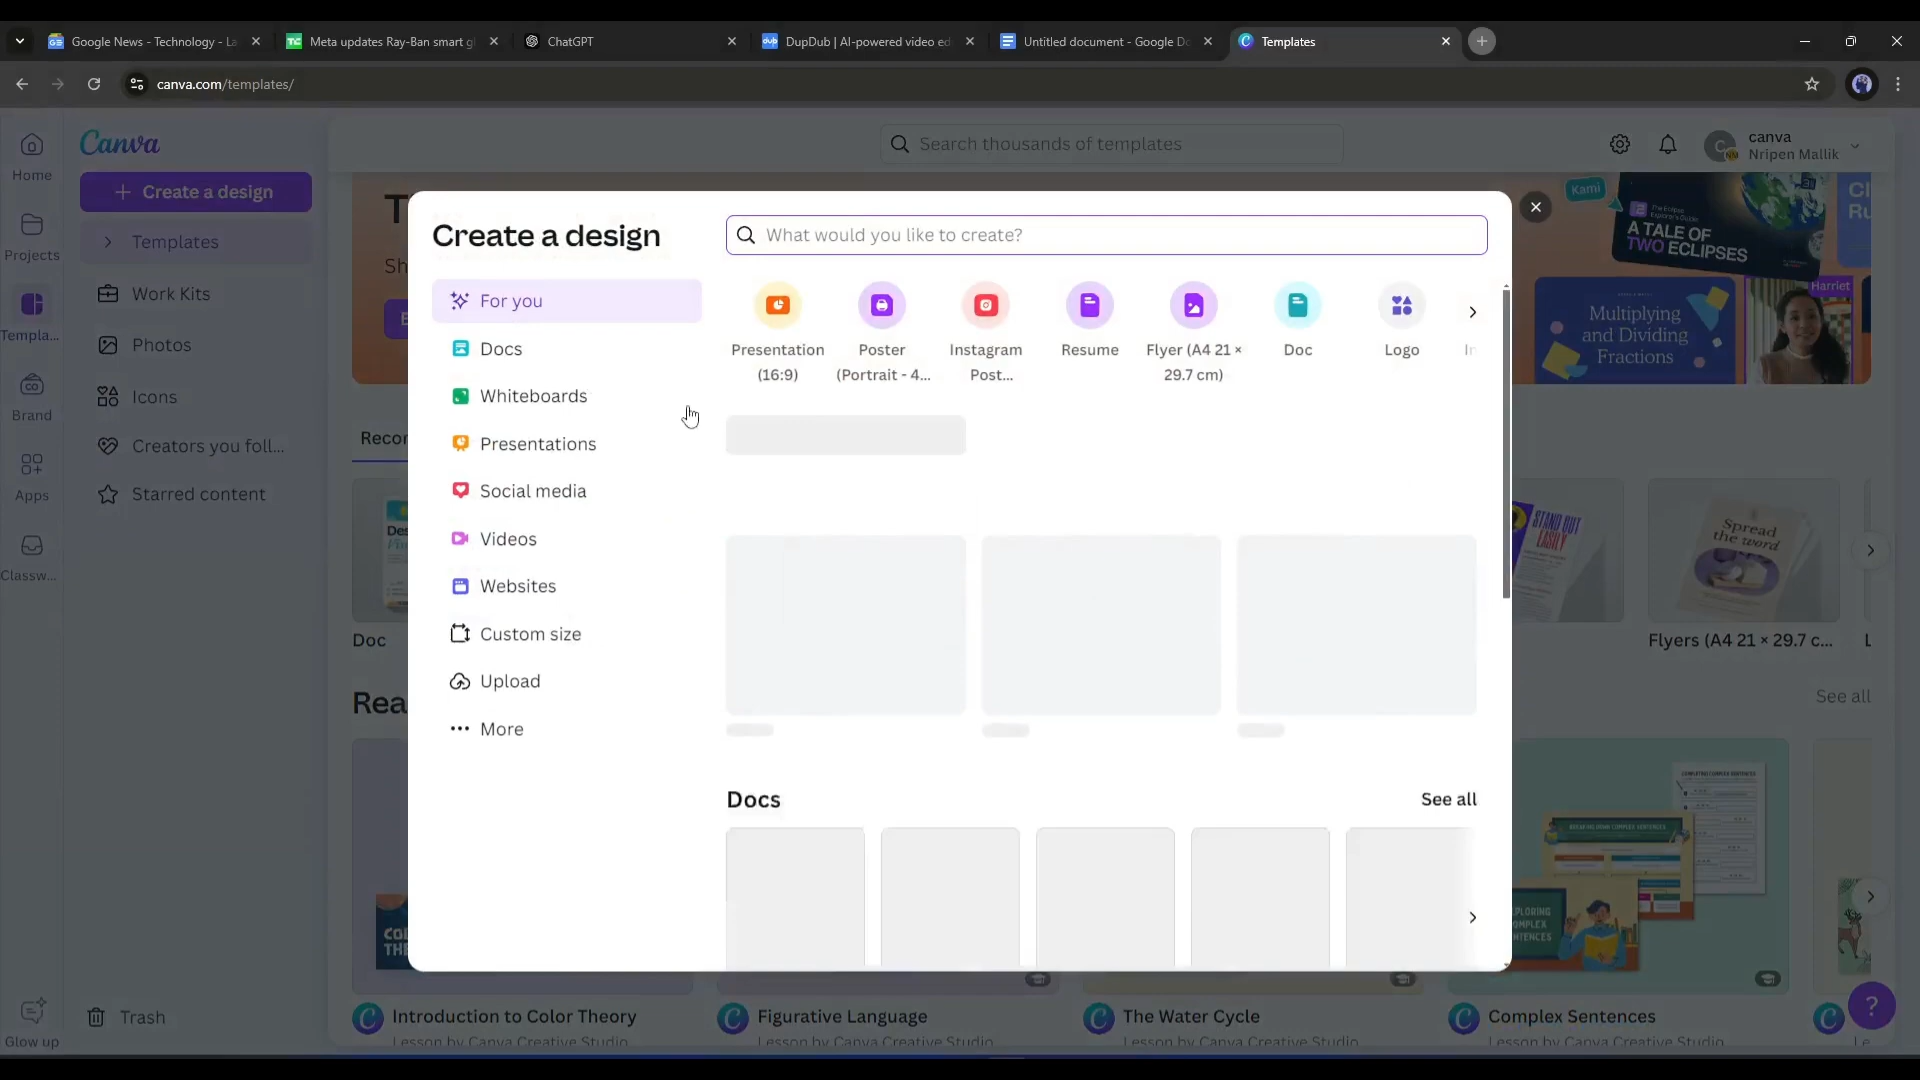 Google News - Technology - La
Meta updates Ray-Ban smart g
ChatGPT
DupDub | AI-powered video ed
Untitled document - Google Do
Templates
canva.com/templates/
Home
Projects
Templa...
Brand
Apps
Classw...
Glow up
Canva
Create a design
Templates
Work Kits
Photos
Icons
Creators you foll...
Starred content
Trash
Search thousands of templates
canva
Nripen Mallik
Create a design
What would you like to create?
For you
Docs
Whiteboards
Presentations
Social media
Videos
Websites
Custom size
Upload
More
Presentation
(16:9)
Poster
(Portrait - 4...
Instagram
Post...
Resume
Flyer (A4 21 ×
29.7 cm)
Doc
Logo
In
Docs
See all
Kami
A TALE OF
TWO ECLIPSES
Multiplying
and Dividing
Fractions
Harriet
Recor
Doc
STAND OUT
EASILY
Spread
the word
Flyers (A4 21 × 29.7 c...
Rea
See all
Introduction to Color Theory
Lesson by Canva Creative Studio
Figurative Language
Lesson by Canva Creative Studio
The Water Cycle
Lesson by Canva Creative Studio
Complex Sentences
Lesson by Canva Creative Studio
Le